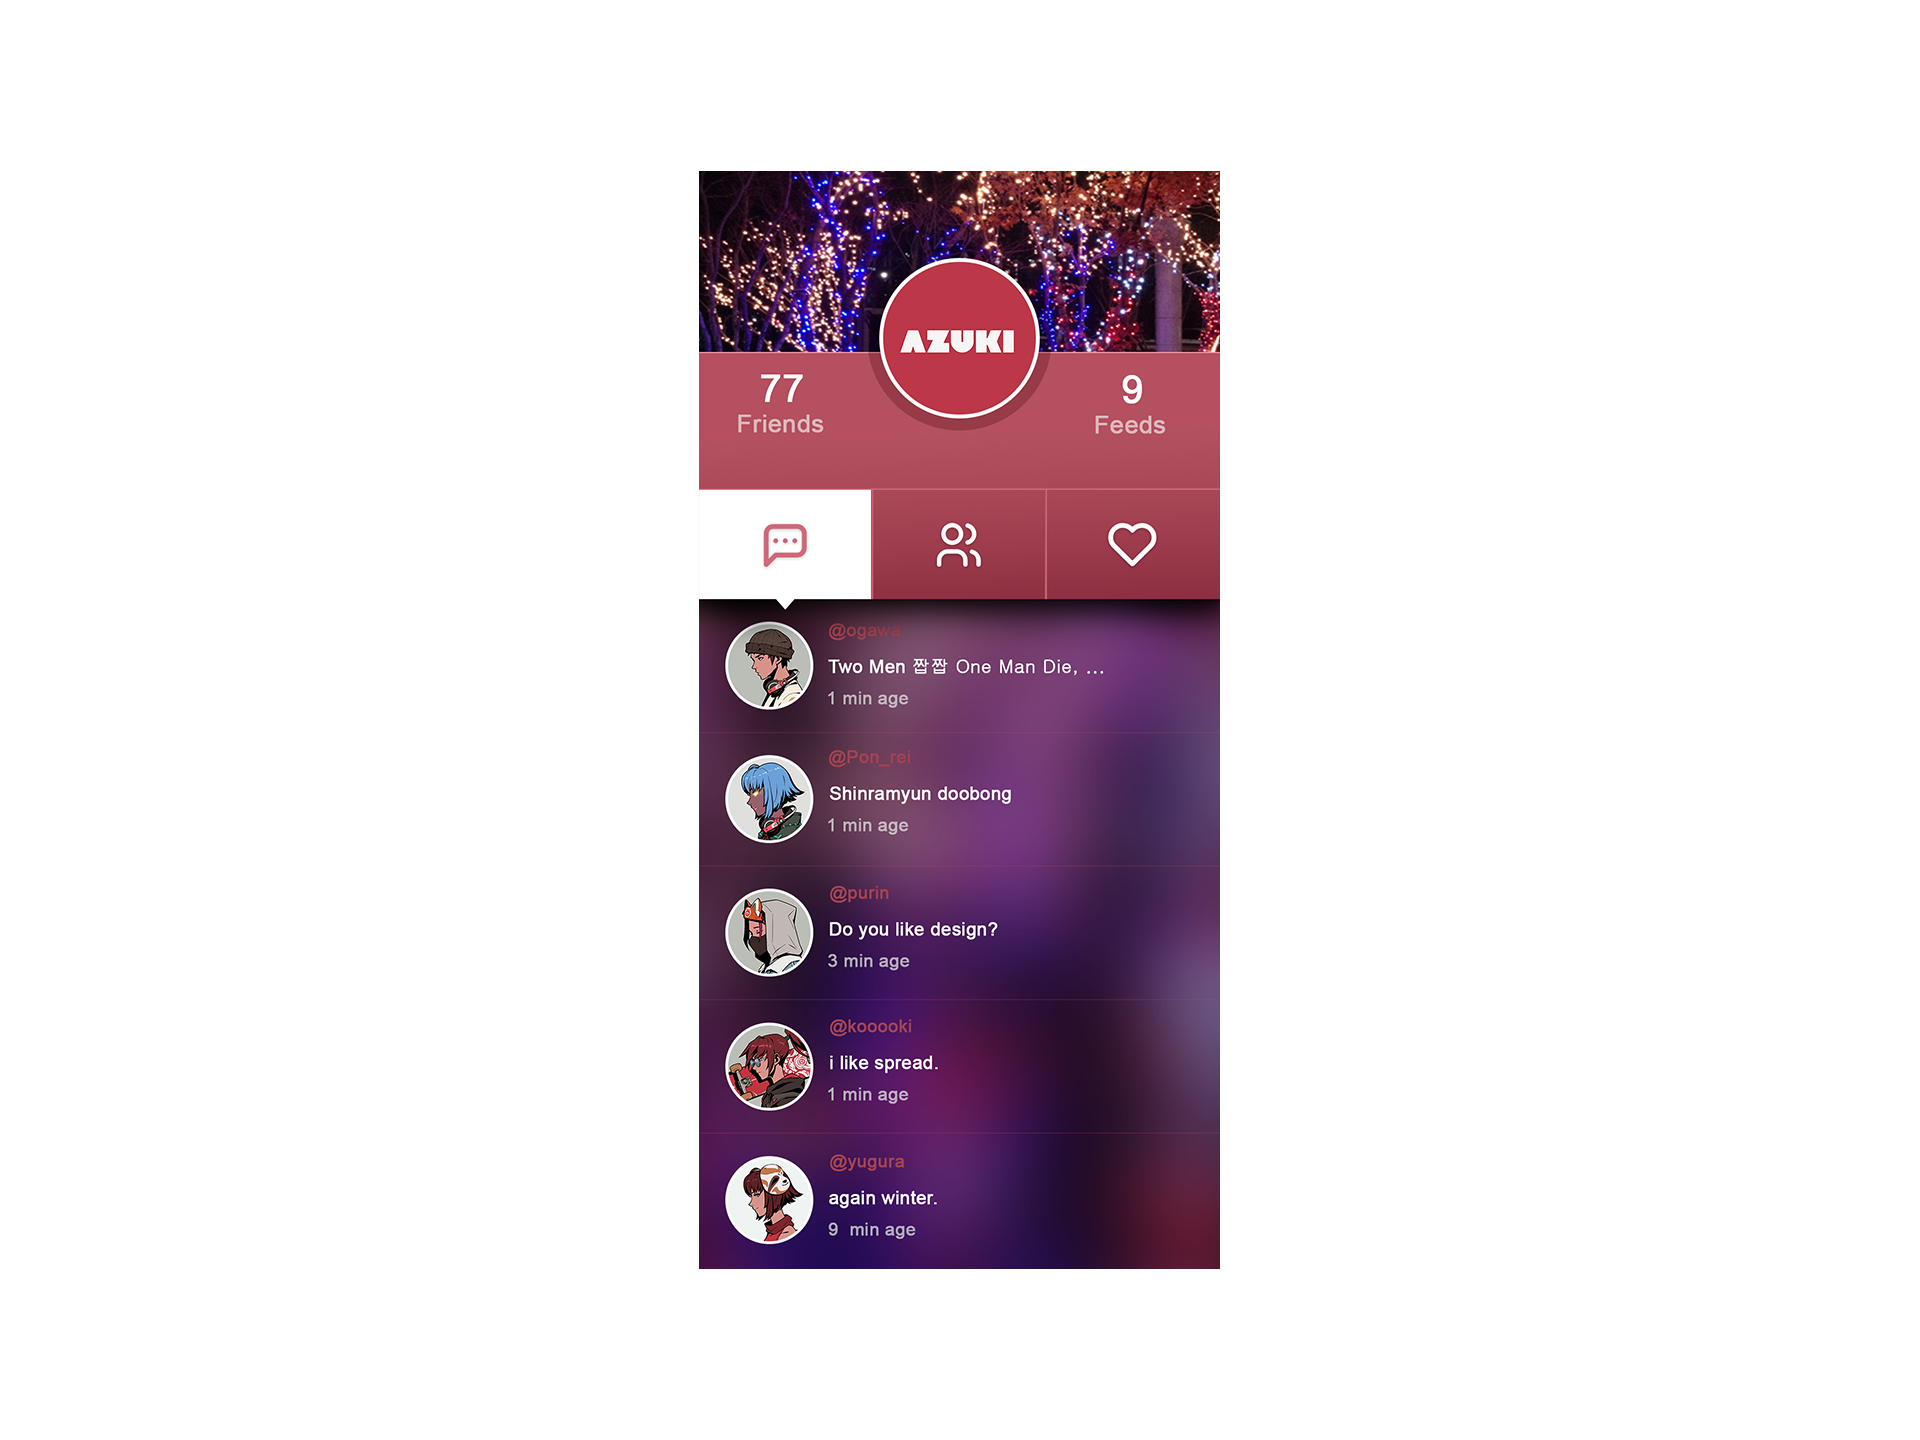 AZUKI
77
Friends
9
Feeds
@ogawa
Two Men 짭짭 One Man Die, ...
1 min age
@Pon_rei
Shinramyun doobong
1 min age
@purin
Do you like design?
3 min age
@kooooki
i like spread.
1 min age
@yugura
again winter.
9 min age